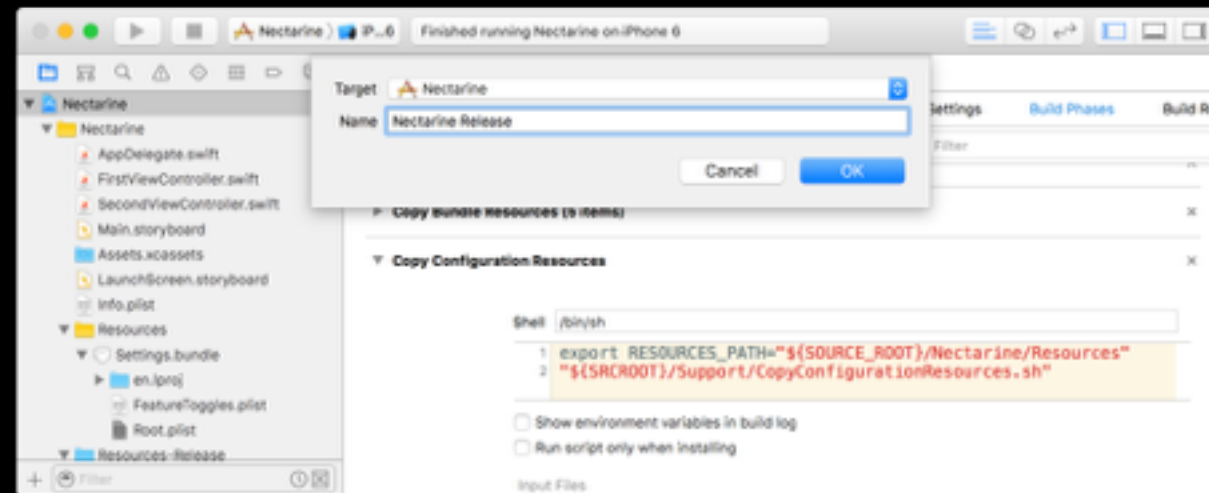 Nectarine
iP...6
Finished running Nectarine on iPhone 6
Target
Nectarine
Name
Nectarine Release
Cancel
OK
Settings
Build Phases
Build R
Filter
Nectarine
Nectarine
AppDelegate.swift
FirstViewController.swift
SecondViewController.swift
Main.storyboard
Assets.xcassets
LaunchScreen.storyboard
Info.plist
Resources
Settings.bundle
en.lproj
FeatureToggles.plist
Root.plist
Resources-Release
Filter
Copy Bundle Resources (5 items)
Copy Configuration Resources
Shell /bin/sh
1 export RESOURCES_PATH="${SOURCE_ROOT}/Nectarine/Resources"
2 "${SRCROOT}/Support/CopyConfigurationResources.sh"
Show environment variables in build log
Run script only when installing
Input Files